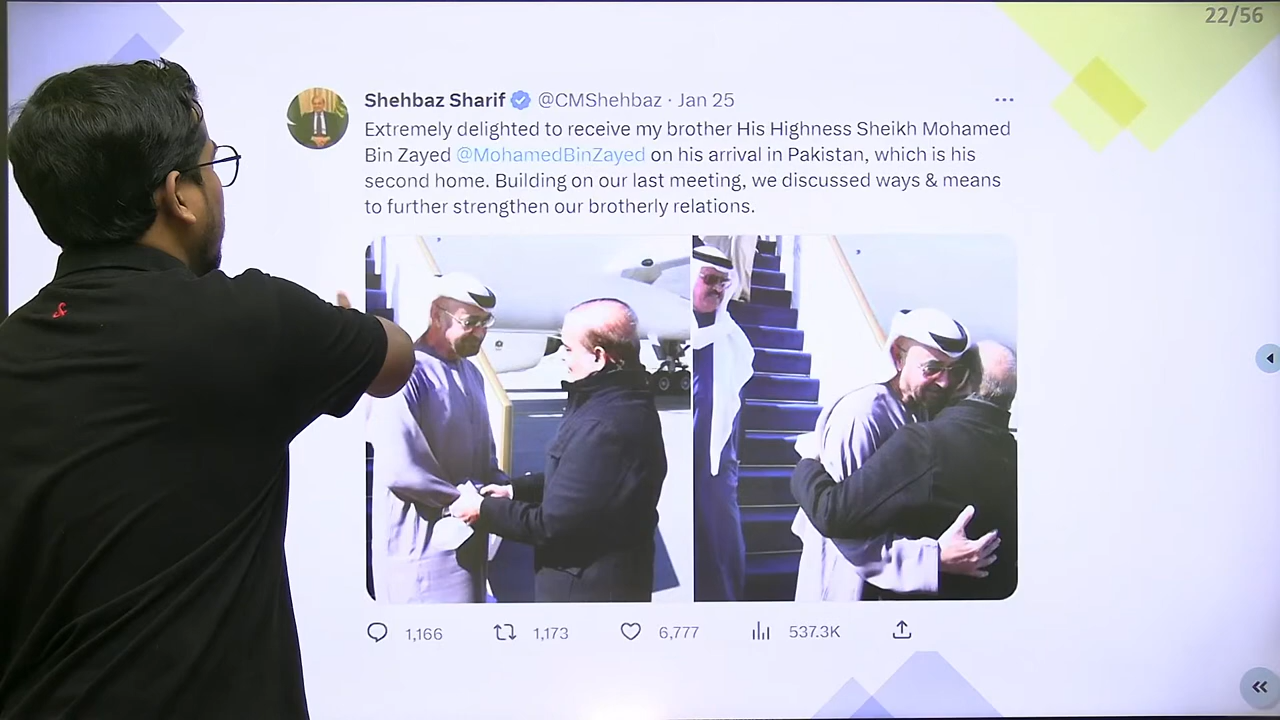 22/56
Shehbaz Sharif @CMShehbaz · Jan 25
Extremely delighted to receive my brother His Highness Sheikh Mohamed
Bin Zayed @MohamedBinZayed on his arrival in Pakistan, which is his
second home. Building on our last meeting, we discussed ways & means
to further strengthen our brotherly relations.
1,166 1,173 6,777 537.3K